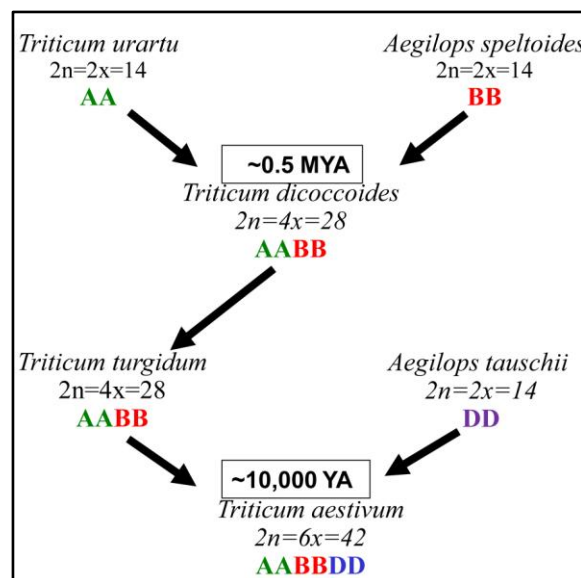 Triticum urartu
2n=2x=14
AA
Aegilops speltoides
2n=2x=14
BB
~0.5 MYA
Triticum dicoccoides
2n=4x=28
AABB
Triticum turgidum
2n=4x=28
AABB
Aegilops tauschii
2n=2x=14
DD
~10,000 YA
Triticum aestivum
2n=6x=42
AABBDD